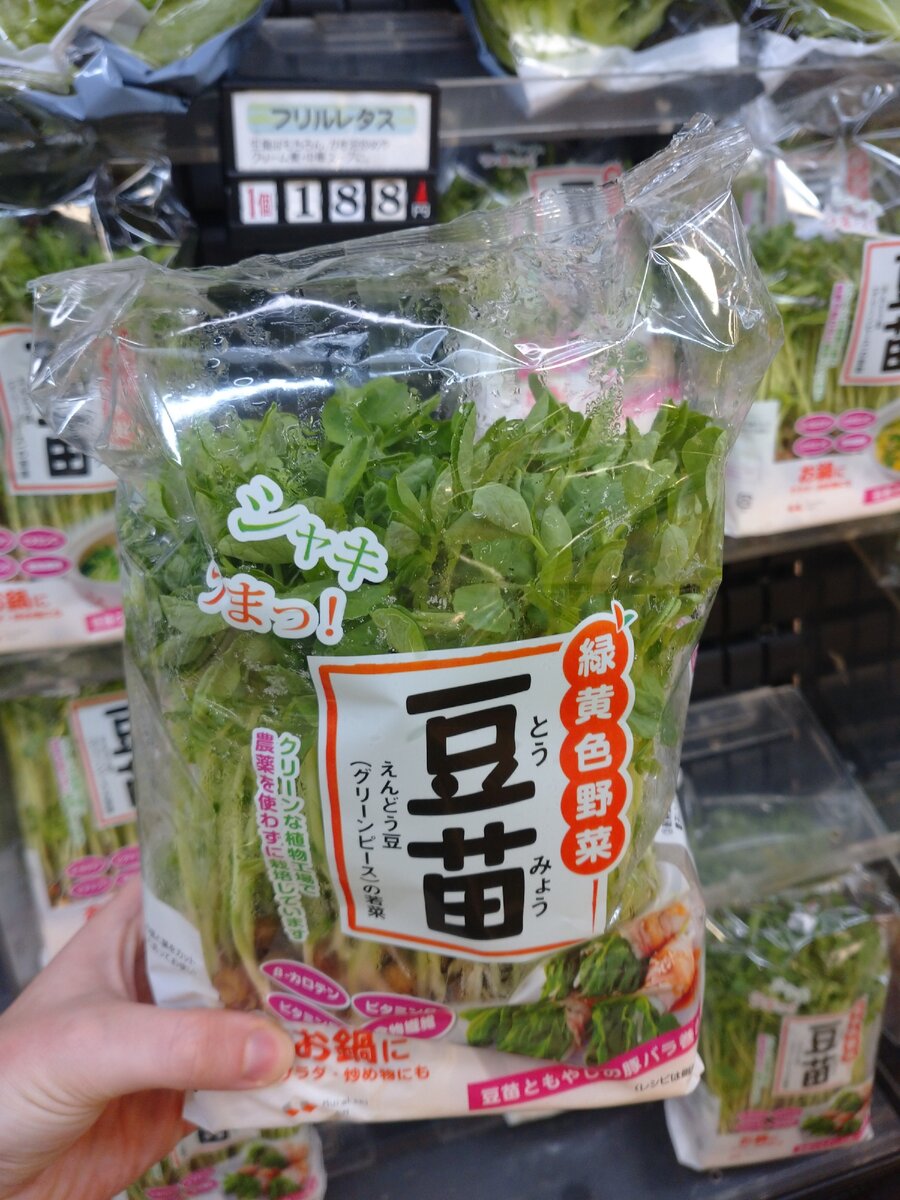 フリルレタス
1個 188円
シャキ
うまっ！
緑黄色野菜
豆苗
とう
みょう
えんどう豆
（グリーンピース）の若菜
クリーンな植物工場で
農薬を使わずに栽培しています
β-カロテン
ビタミン
ビタミン
お鍋に
サラダ・炒め物にも
豆苗ともやしの豚バラ
豆苗
お鍋に